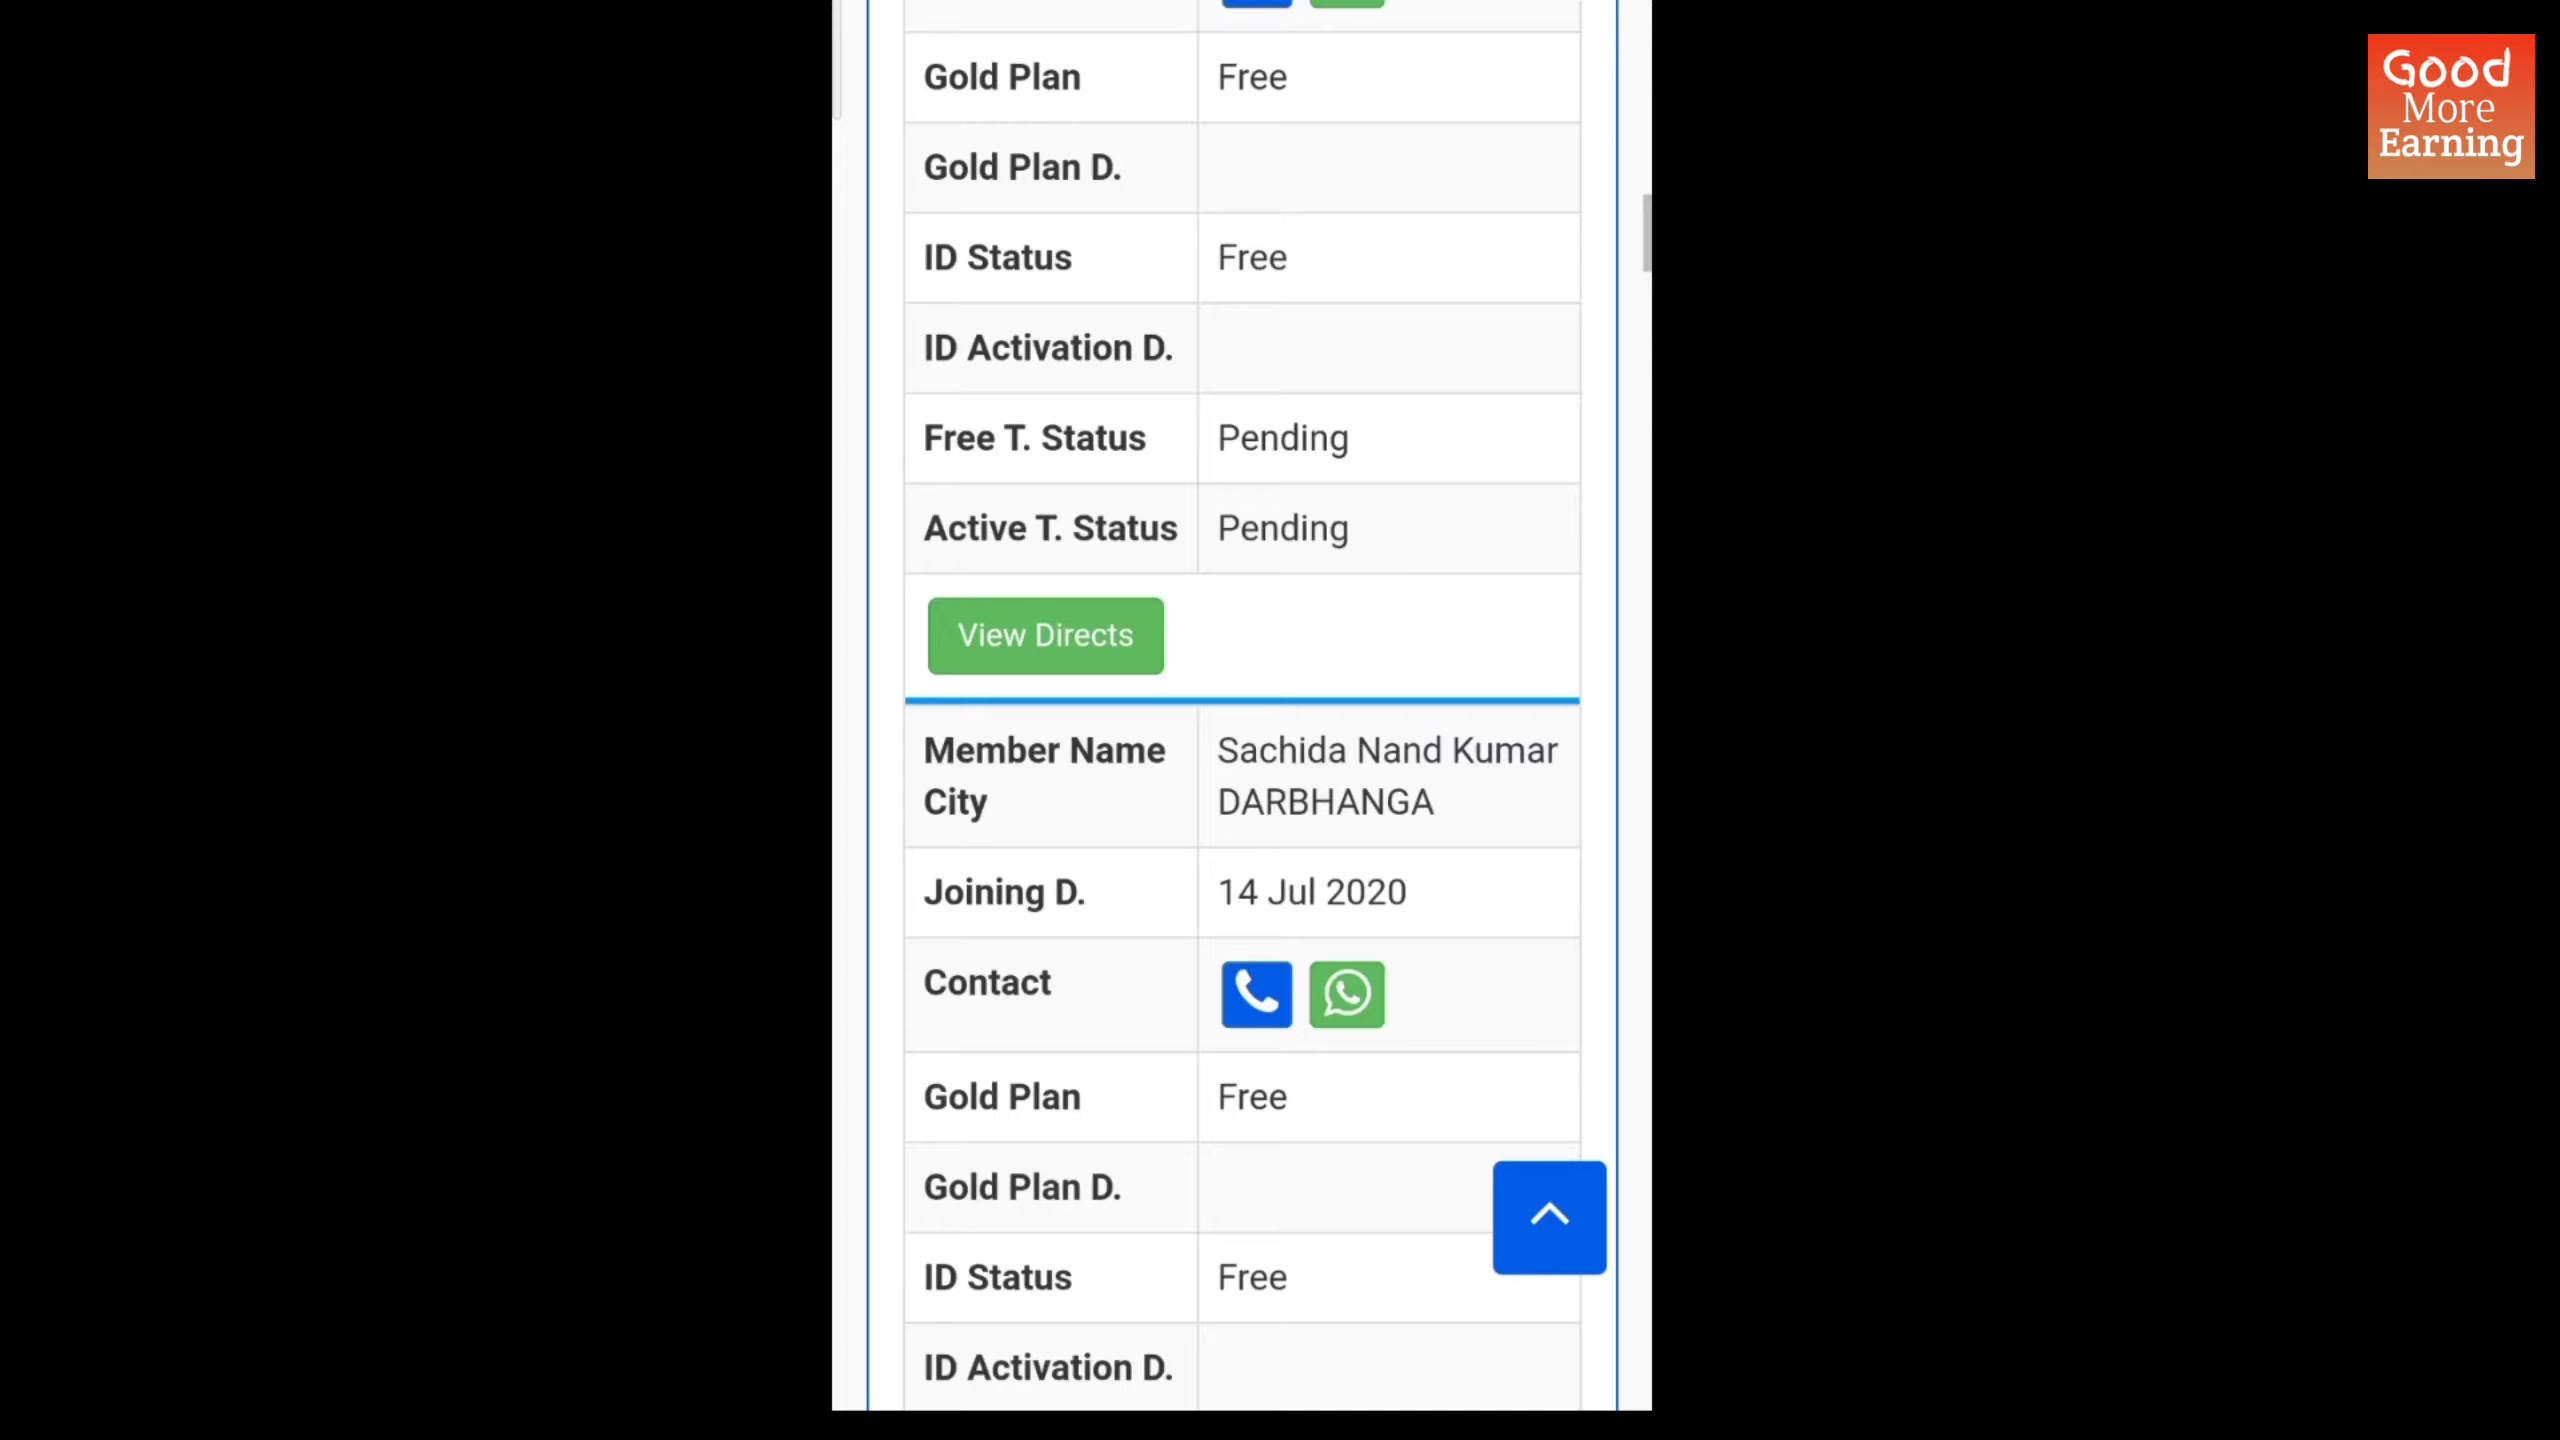 Good
More
Earning
Gold Plan Free
Gold Plan D.
ID Status Free
ID Activation D.
Free T. Status Pending
Active T. Status Pending
View Directs
Member Name Sachida Nand Kumar
City DARBHANGA
Joining D. 14 Jul 2020
Contact
Gold Plan Free
Gold Plan D.
ID Status Free
ID Activation D.